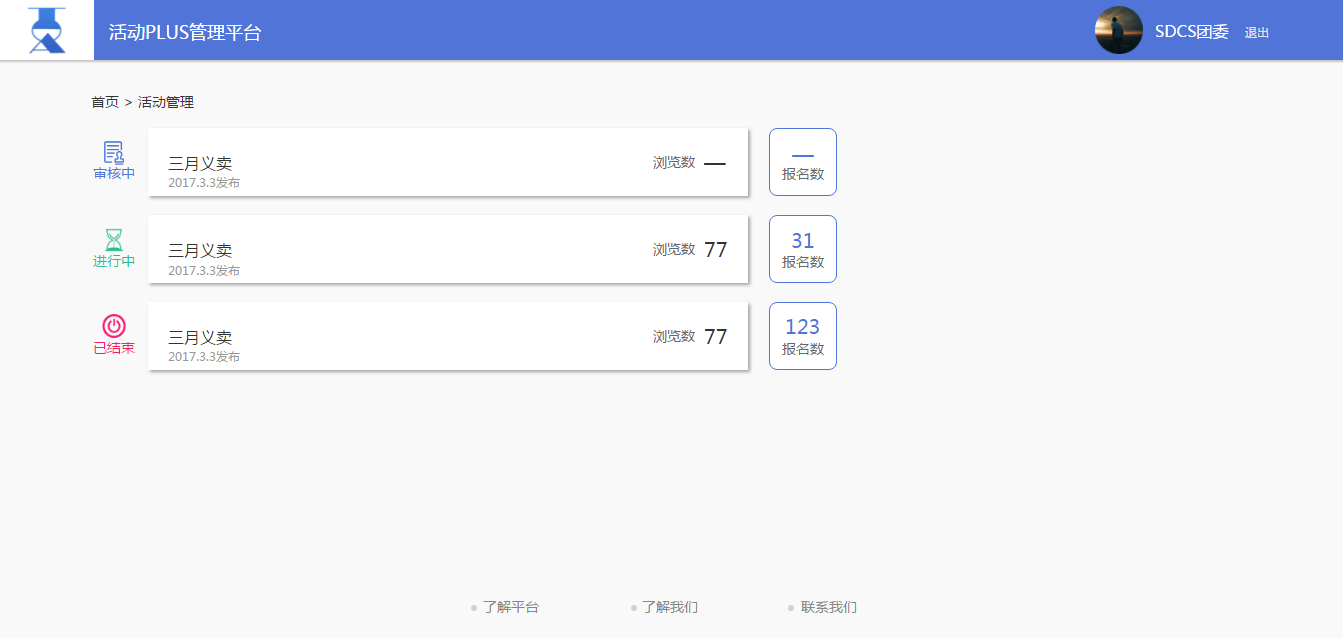 活动PLUS管理平台
SDCS团委 退出
首页 > 活动管理
审核中
三月义卖
2017.3.3发布
浏览数 —
—
报名数
进行中
三月义卖
2017.3.3发布
浏览数 77
31
报名数
已结束
三月义卖
2017.3.3发布
浏览数 77
123
报名数
了解平台
了解我们
联系我们